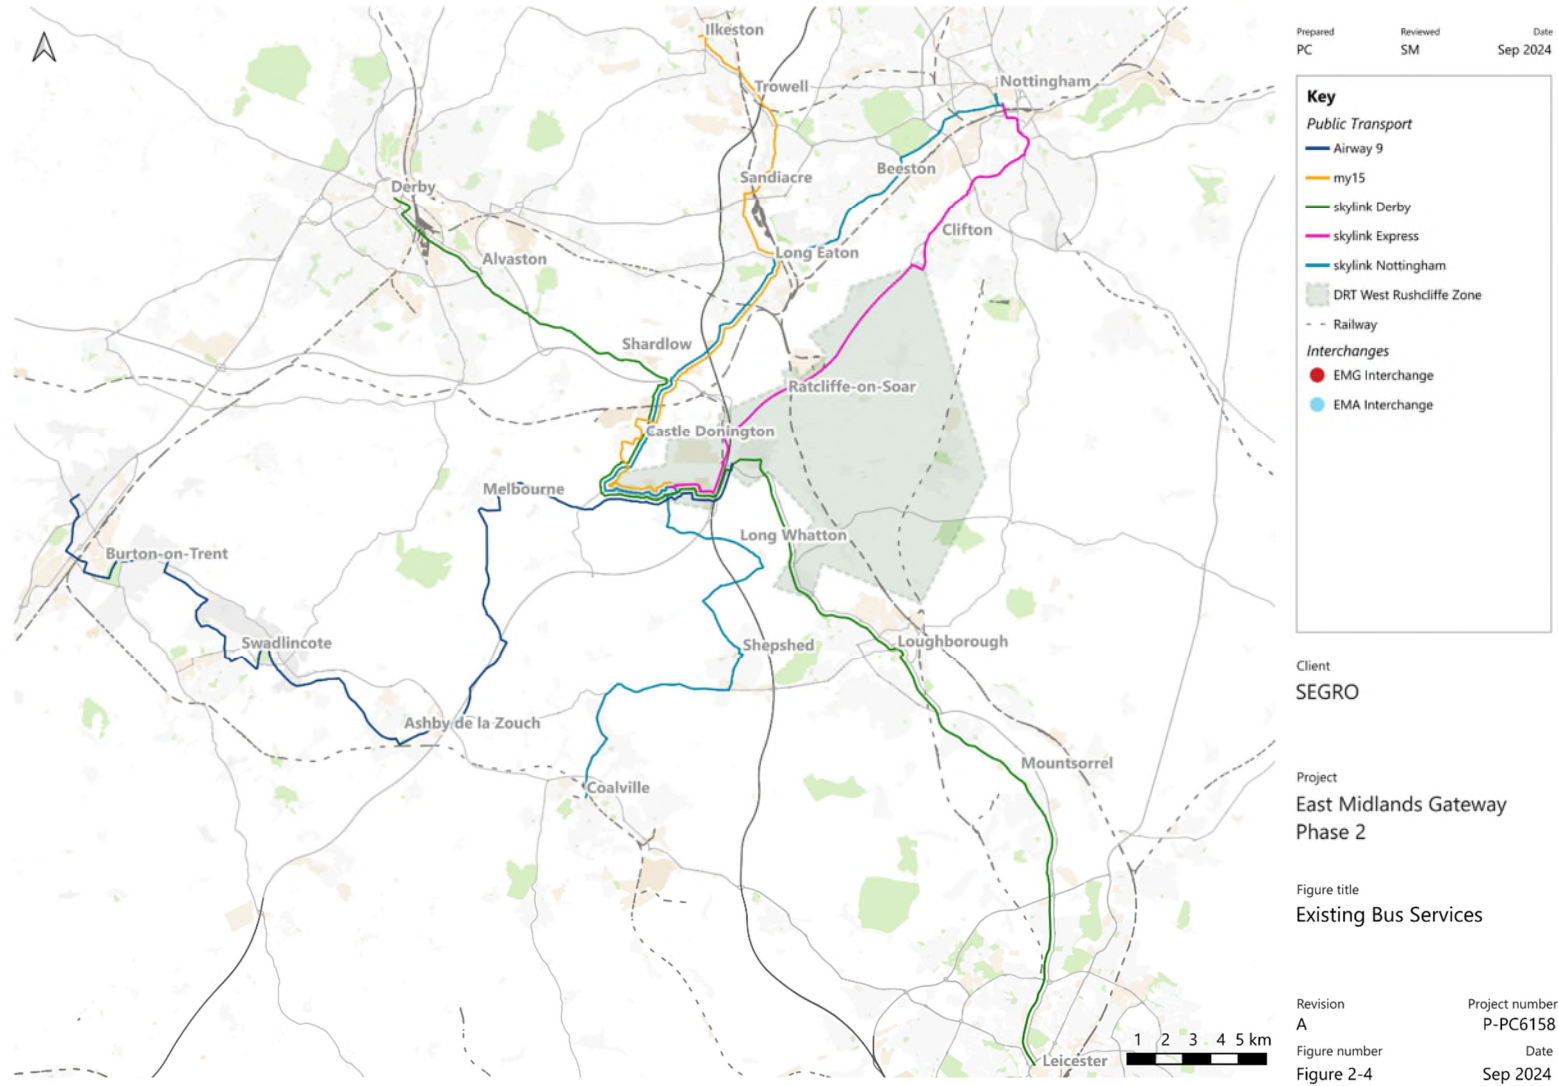 Ilkeston
Trowell
Nottingham
Beeston
Sandiacre
Derby
Clifton
Alvaston
Long Eaton
Shardlow
Ratcliffe-on-Soar
Castle Donington
Melbourne
Long Whatton
Burton-on-Trent
Swadlincote
Shepshed
Loughborough
Ashby de la Zouch
Mountsorrel
Coalville
Leicester
1 2 3 4 5 km
Prepared Reviewed Date
PC SM Sep 2024
Key
Public Transport
Airway 9
my15
skylink Derby
skylink Express
skylink Nottingham
DRT West Rushcliffe Zone
Railway
Interchanges
EMG Interchange
EMA Interchange
Client
SEGRO
Project
East Midlands Gateway
Phase 2
Figure title
Existing Bus Services
Revision Project number
A P-PC6158
Figure number Date
Figure 2-4 Sep 2024